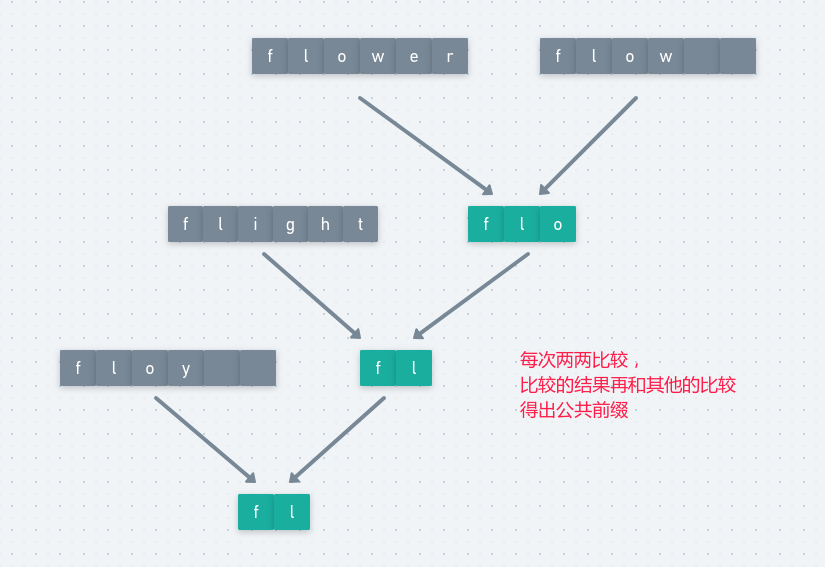 f l o w e r
f l o w
f l i g h t
f l o
f l o y
f l
每次两两比较，
比较的结果再和其他的比较
得出公共前缀
f l